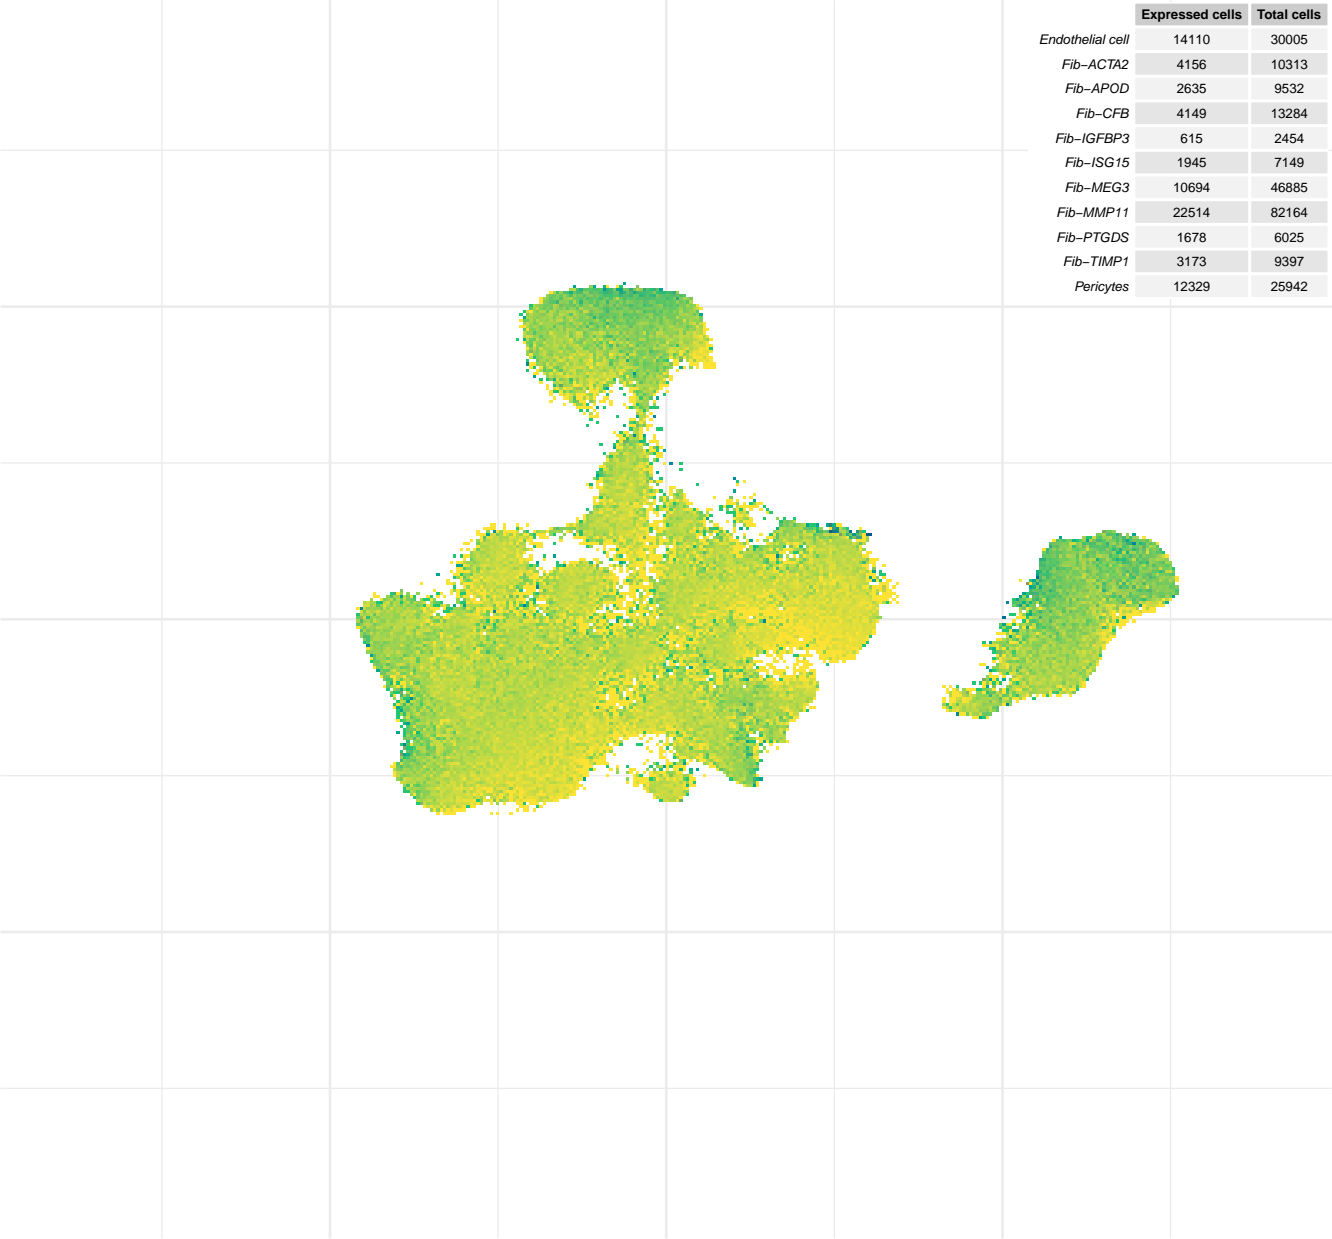 Expressed cells Total cells
Endothelial cell 14110 30005
Fib−ACTA2 4156 10313
Fib−APOD 2635 9532
Fib−CFB 4149 13284
Fib−IGFBP3 615 2454
Fib−ISG15 1945 7149
Fib−MEG3 10694 46885
Fib−MMP11 22514 82164
Fib−PTGDS 1678 6025
Fib−TIMP1 3173 9397
Pericytes 12329 25942